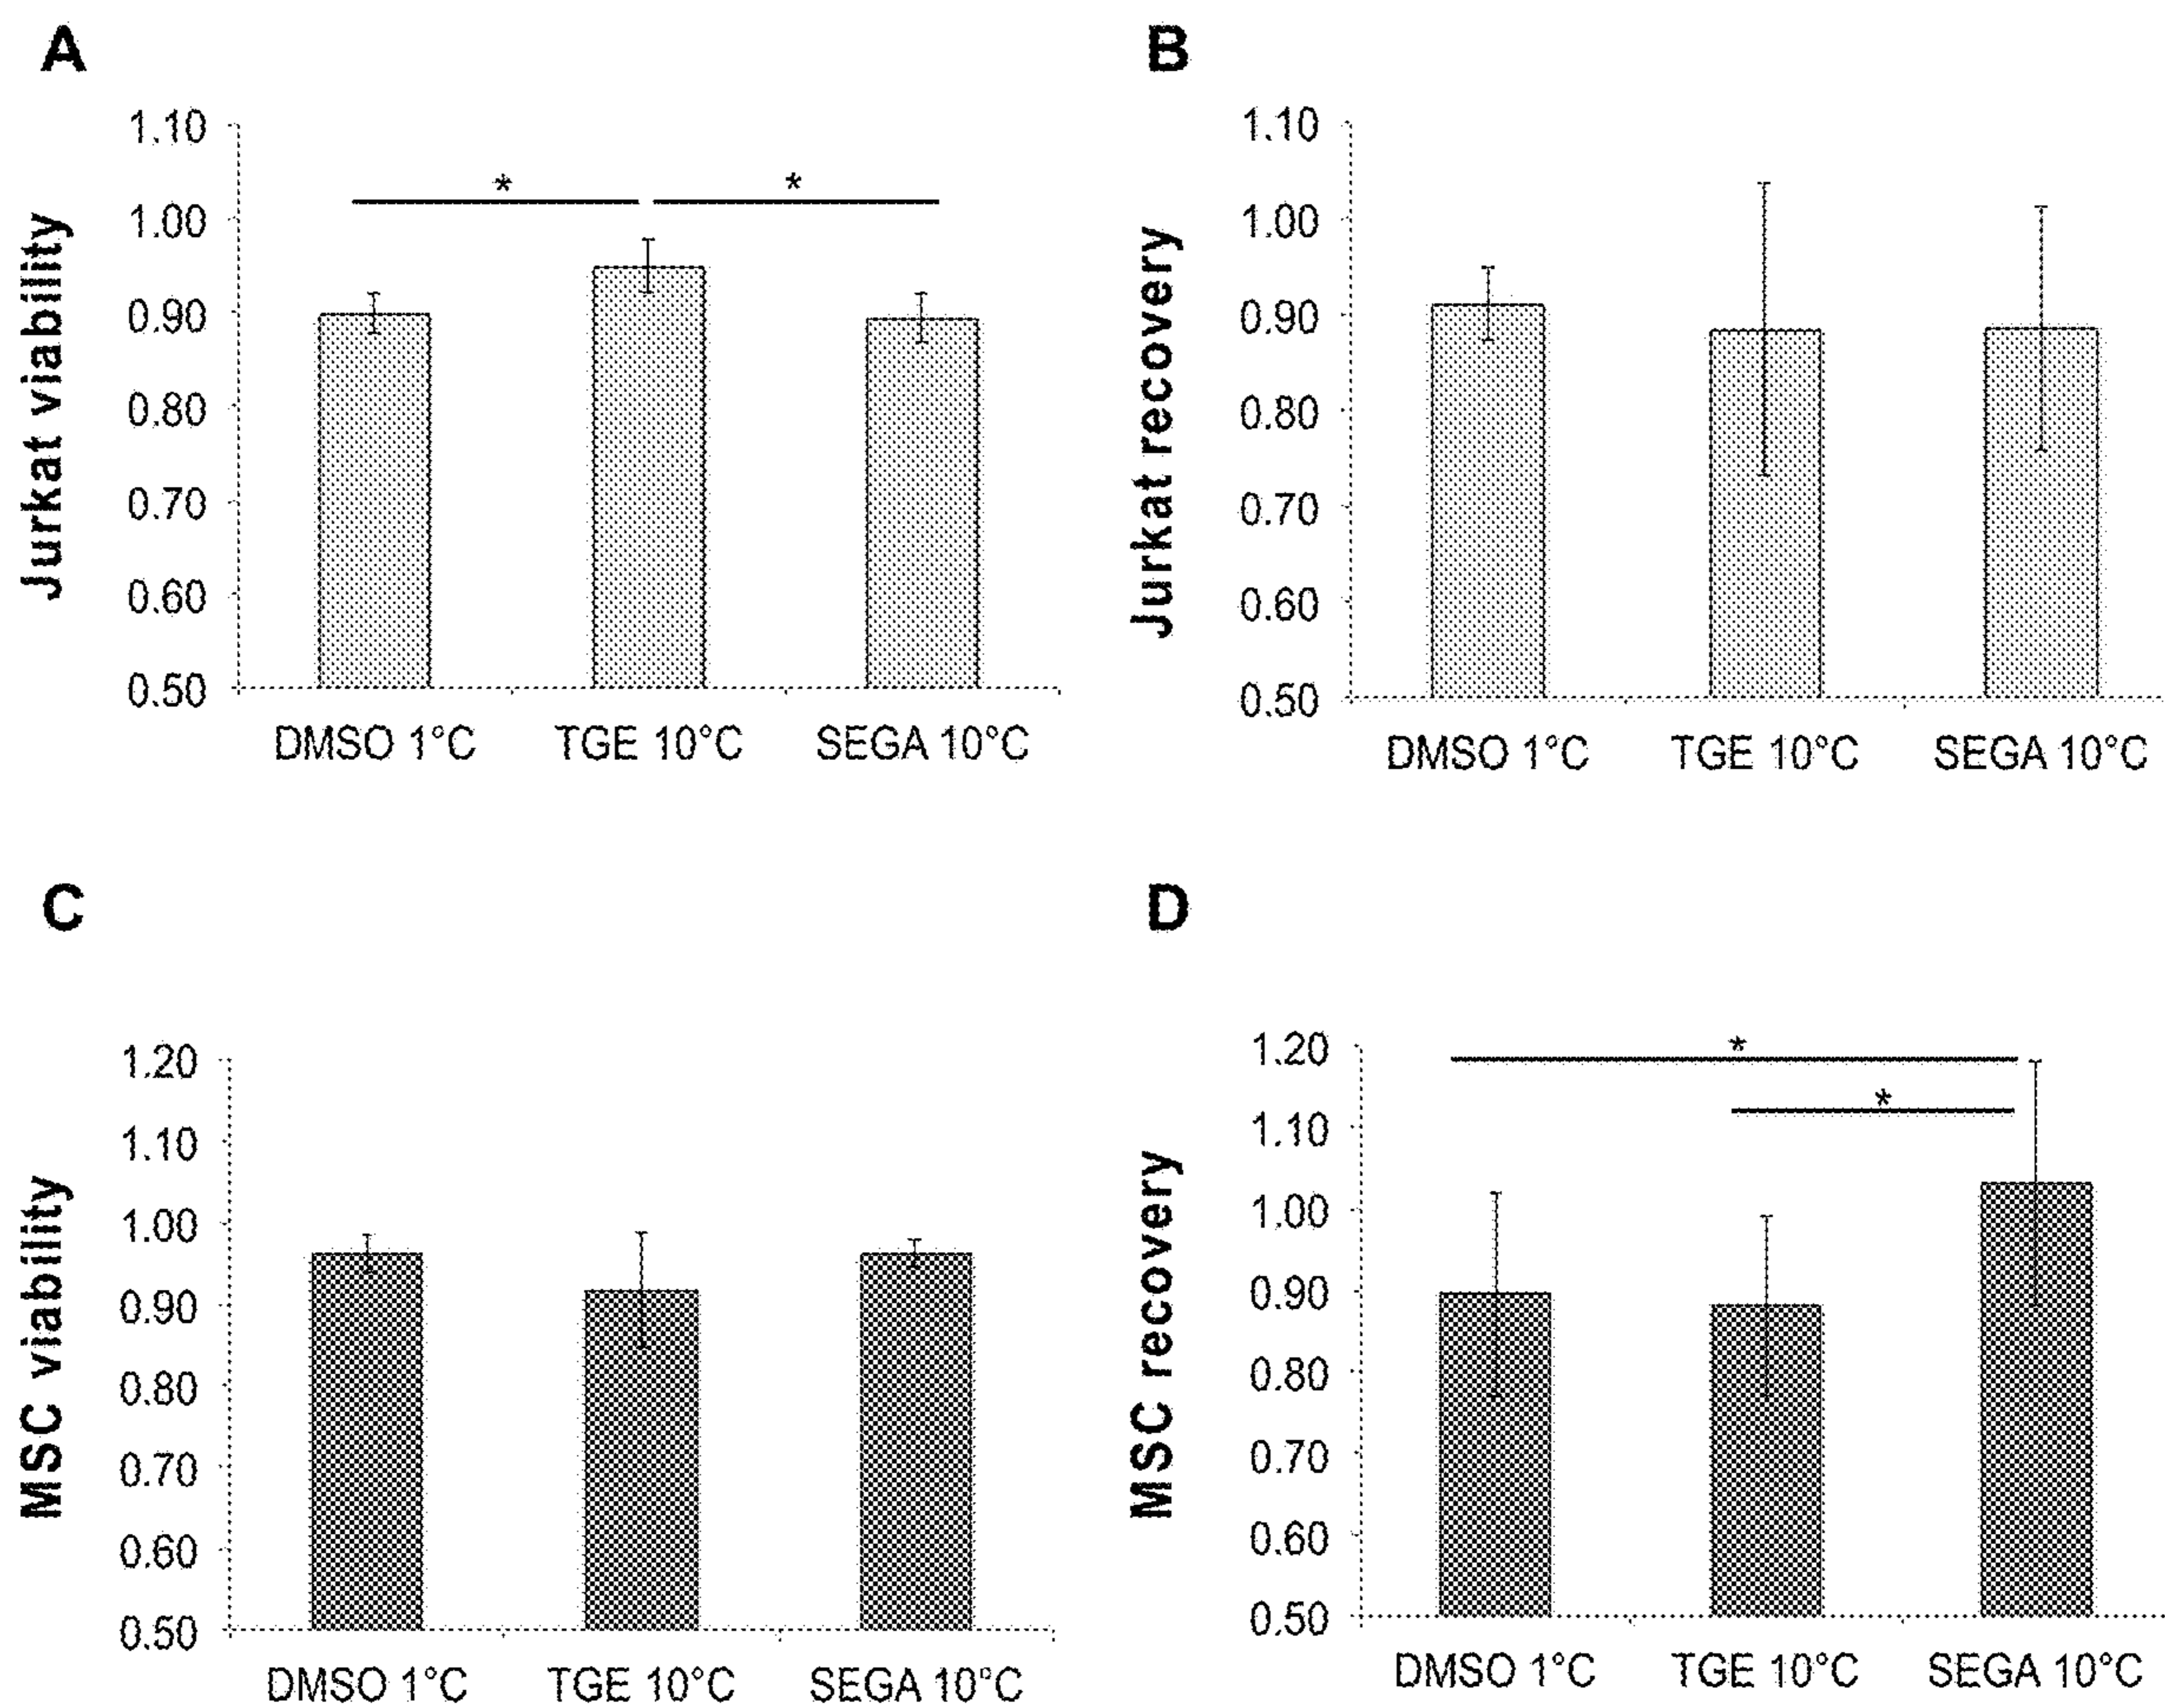 A
Jurkat viability
1.10
1.00
0.90
0.80
0.70
0.60
0.50
* *
DMSO 1°C TGE 10°C SEGA 10°C
B
Jurkat recovery
1.10
1.00
0.90
0.80
0.70
0.60
0.50
DMSO 1°C TGE 10°C SEGA 10°C
C
MSC viability
1.20
1.10
1.00
0.90
0.80
0.70
0.60
0.50
DMSO 1°C TGE 10°C SEGA 10°C
D
MSC recovery
1.20
1.10
1.00
0.90
0.80
0.70
0.60
0.50
*
*
DMSO 1°C TGE 10°C SEGA 10°C